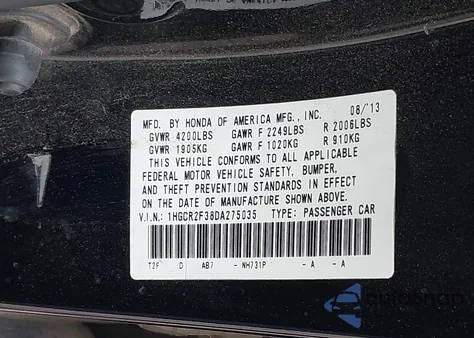 MFD. BY HONDA OF AMERICA MFG., INC. 08/13
GVWR 4200LBS GAWR F 2249LBS R 2006LBS
GVWR 1905KG GAWR F 1020KG R 910KG
THIS VEHICLE CONFORMS TO ALL APPLICABLE
FEDERAL MOTOR VEHICLE SAFETY, BUMPER,
AND THEFT PREVENTION STANDARDS IN EFFECT
ON THE DATE OF MANUFACTURE SHOWN ABOVE.
V.I.N: 1HGCR2F38DA275035 TYPE: PASSENGER CAR
T2F D AB7 - NH731P - A - A
AutoSnap